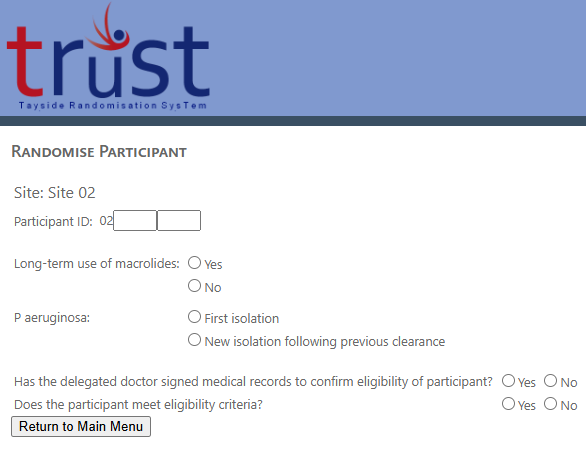 trust
Tayside Randomisation SysTem
Randomise Participant
Site: Site 02
Participant ID: 02
Long-term use of macrolides: Yes
No
P aeruginosa: First isolation
New isolation following previous clearance
Has the delegated doctor signed medical records to confirm eligibility of participant? Yes No
Does the participant meet eligibility criteria? Yes No
Return to Main Menu